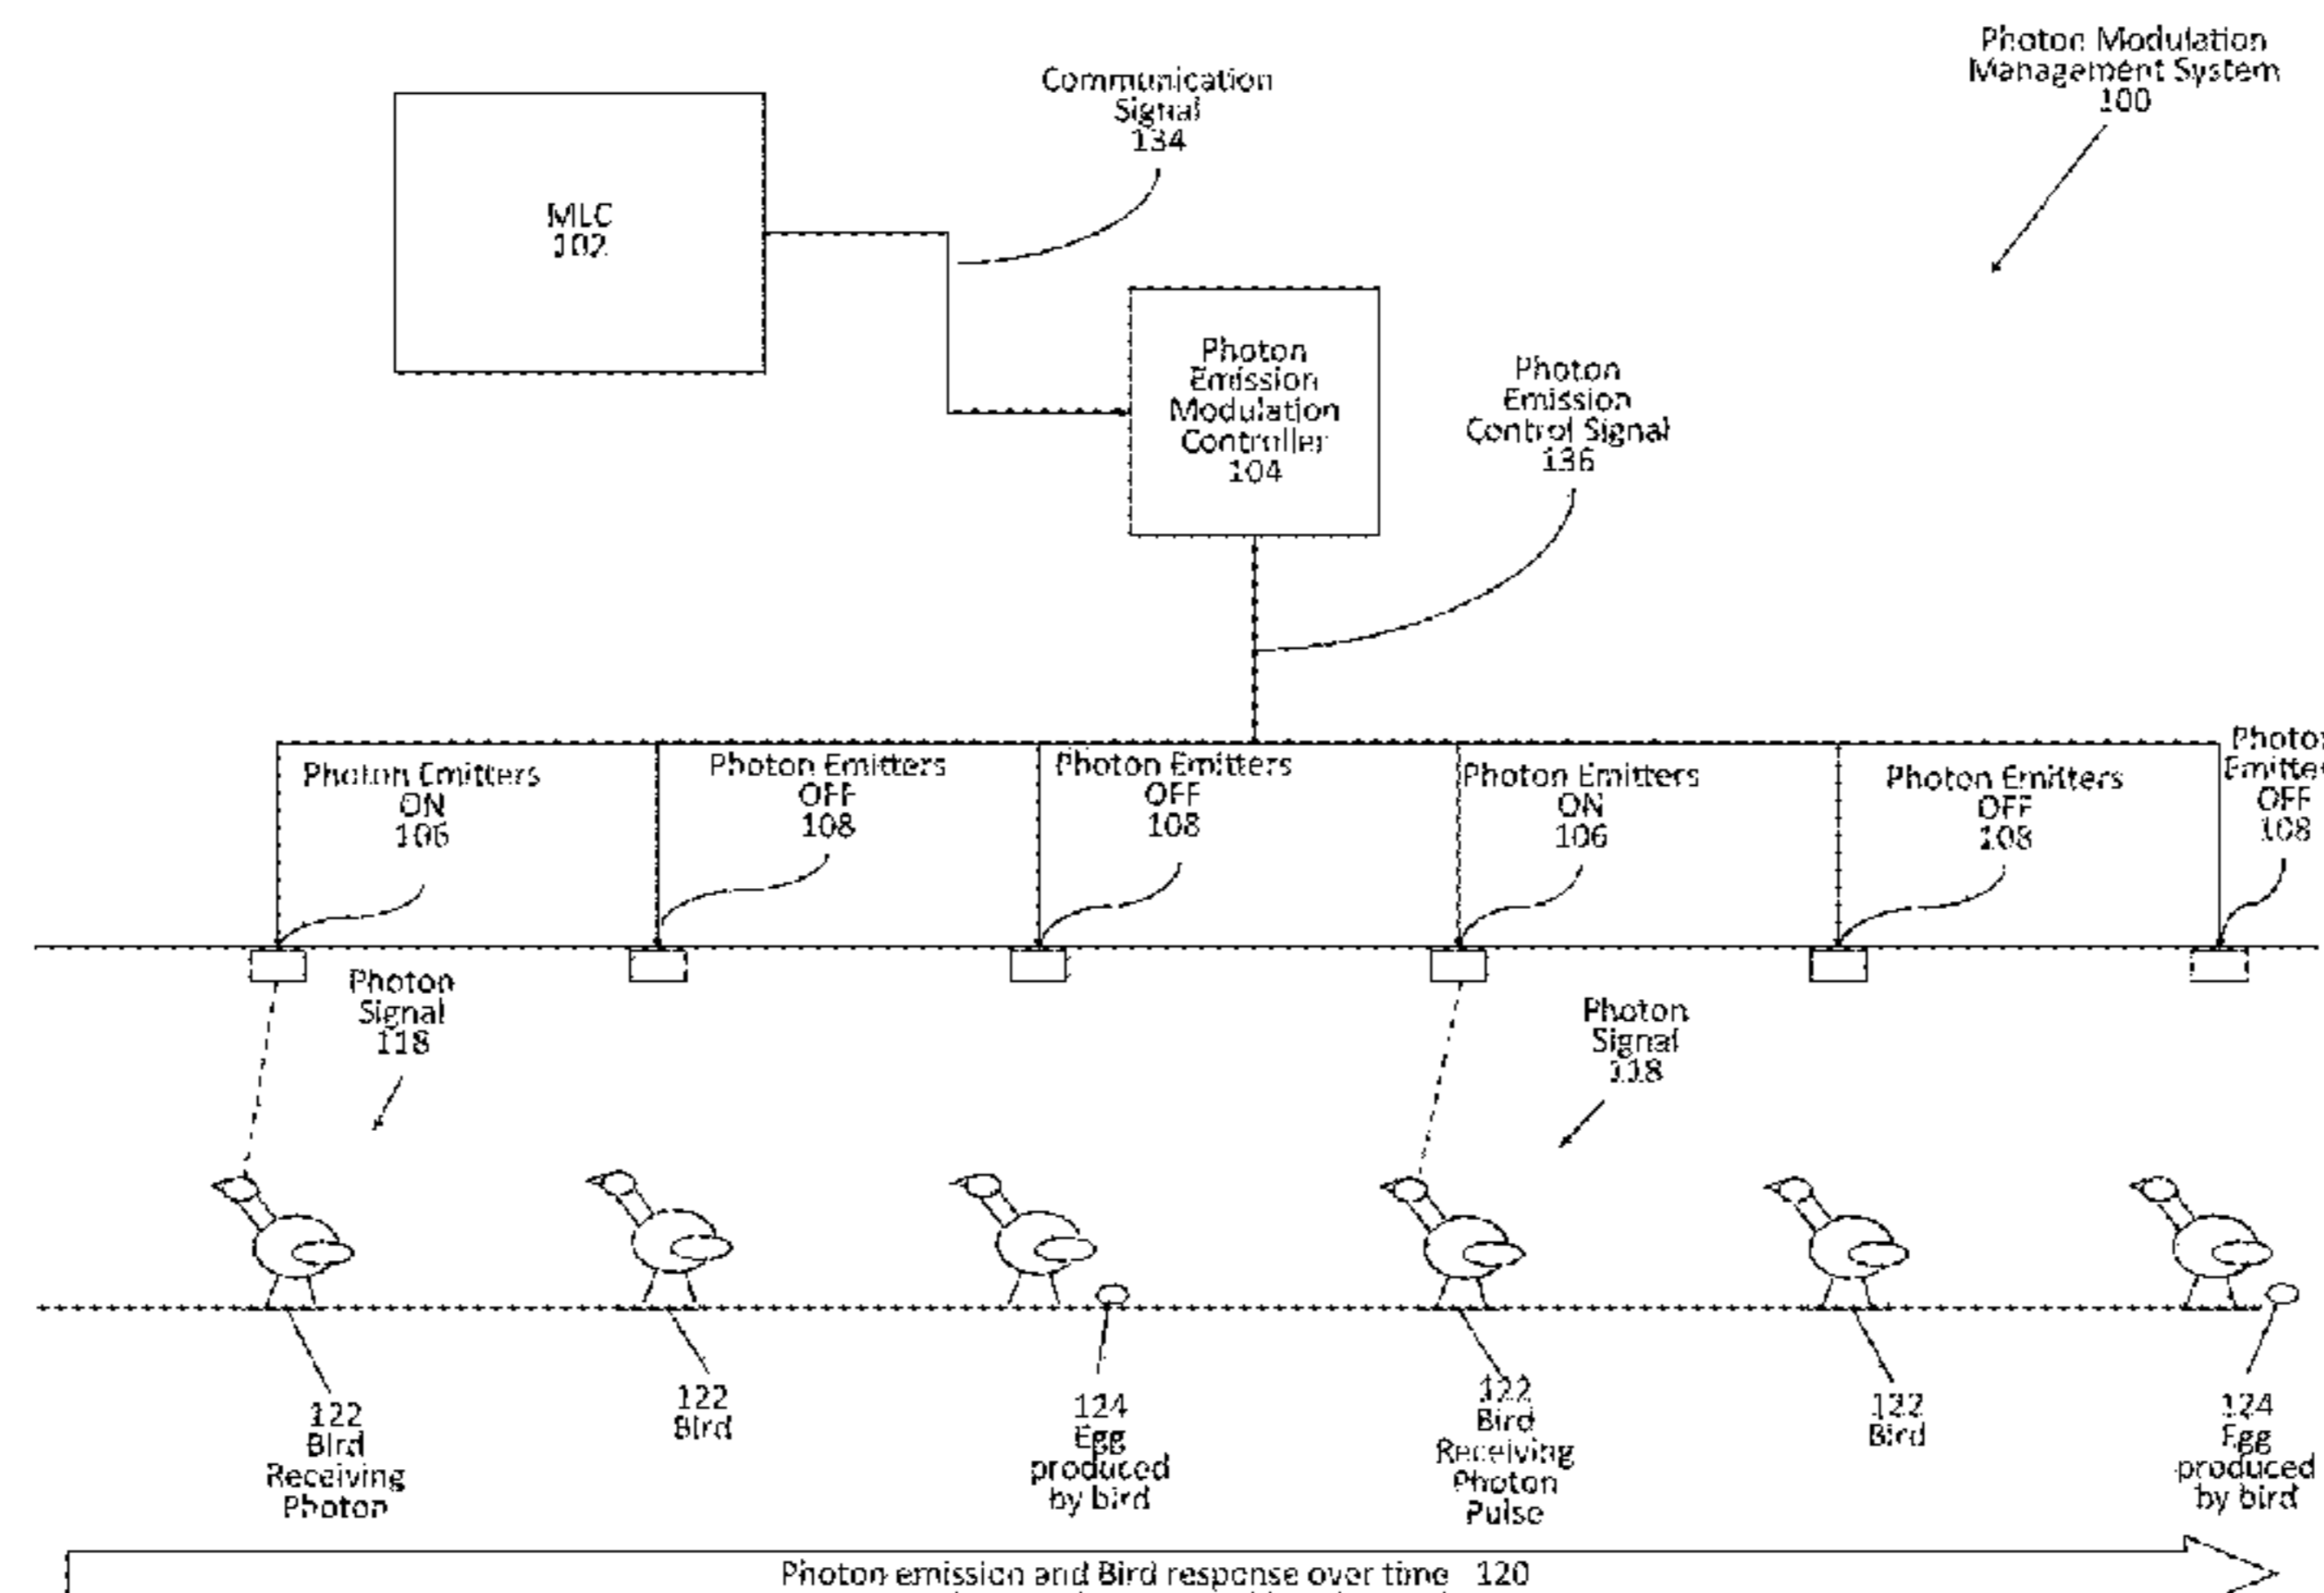 Photon Modulation
Management System
100
Communication
Signal
134
MLC
102
Photon
Emission
Modulation
Controller
104
Photon
Emission
Control Signal
136
Photon Emitters
ON
106
Photon Emitters
OFF
108
Photon Emitters
OFF
108
Photon Emitters
ON
106
Photon Emitters
OFF
108
OFF
108
Photon
Signal
118
Photon
Signal
118
122
Bird
Receiving
Photon
122
Bird
124
Egg
produced
by bird
122
Bird
Receiving
Photon
Pulse
122
Bird
124
Egg
produced
by bird
Photon emission and Bird response over time 120